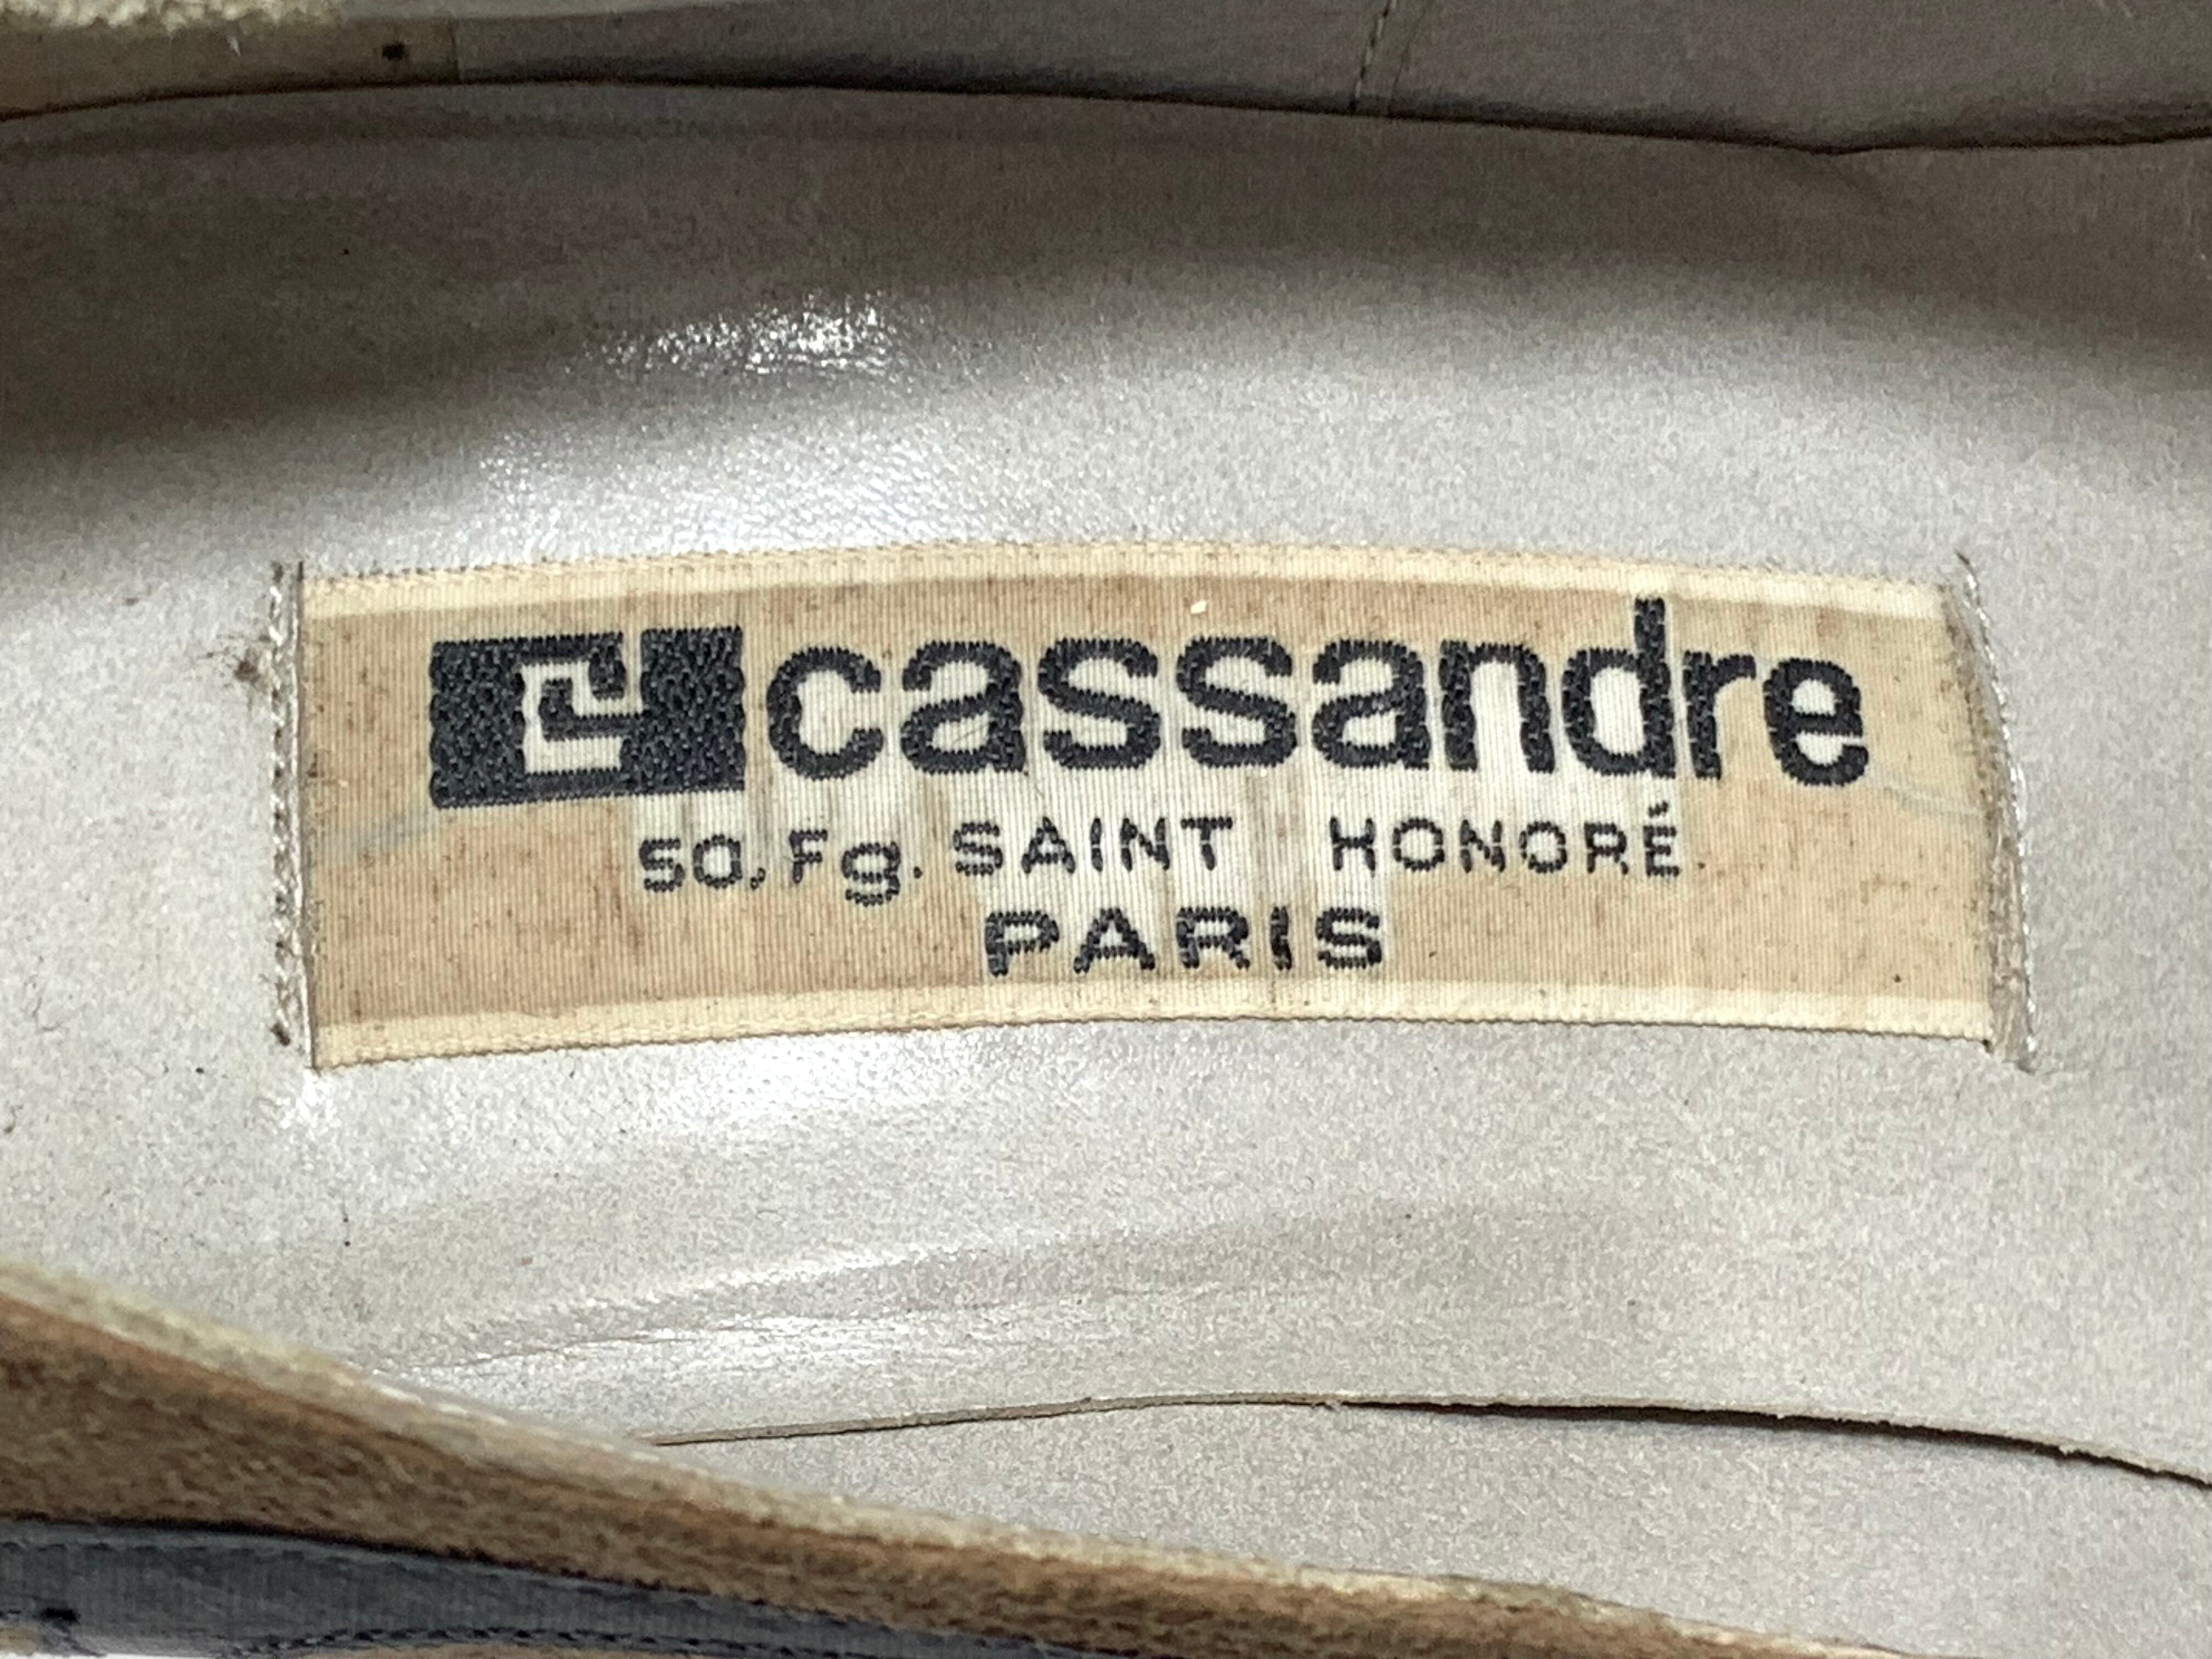 cassandre
50, Fg. SAINT HONORÉ
PARIS